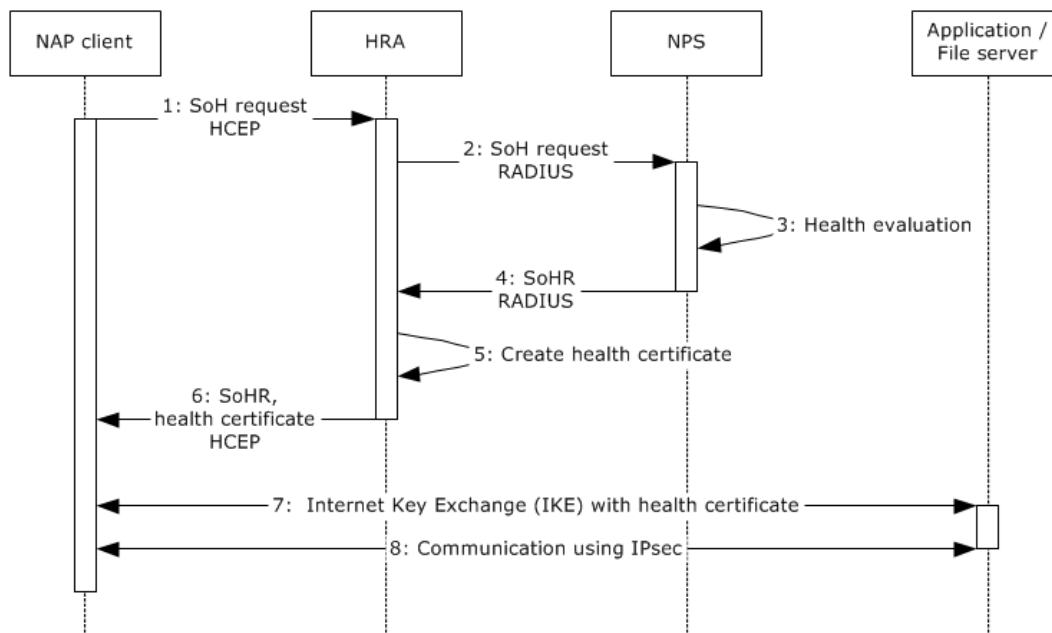 NAP client
HRA
NPS
Application /
File server
1: SoH request
HCEP
2: SoH request
RADIUS
3: Health evaluation
4: SoHR
RADIUS
5: Create health certificate
6: SoHR,
health certificate
HCEP
7:  Internet Key Exchange (IKE) with health certificate
8: Communication using IPsec